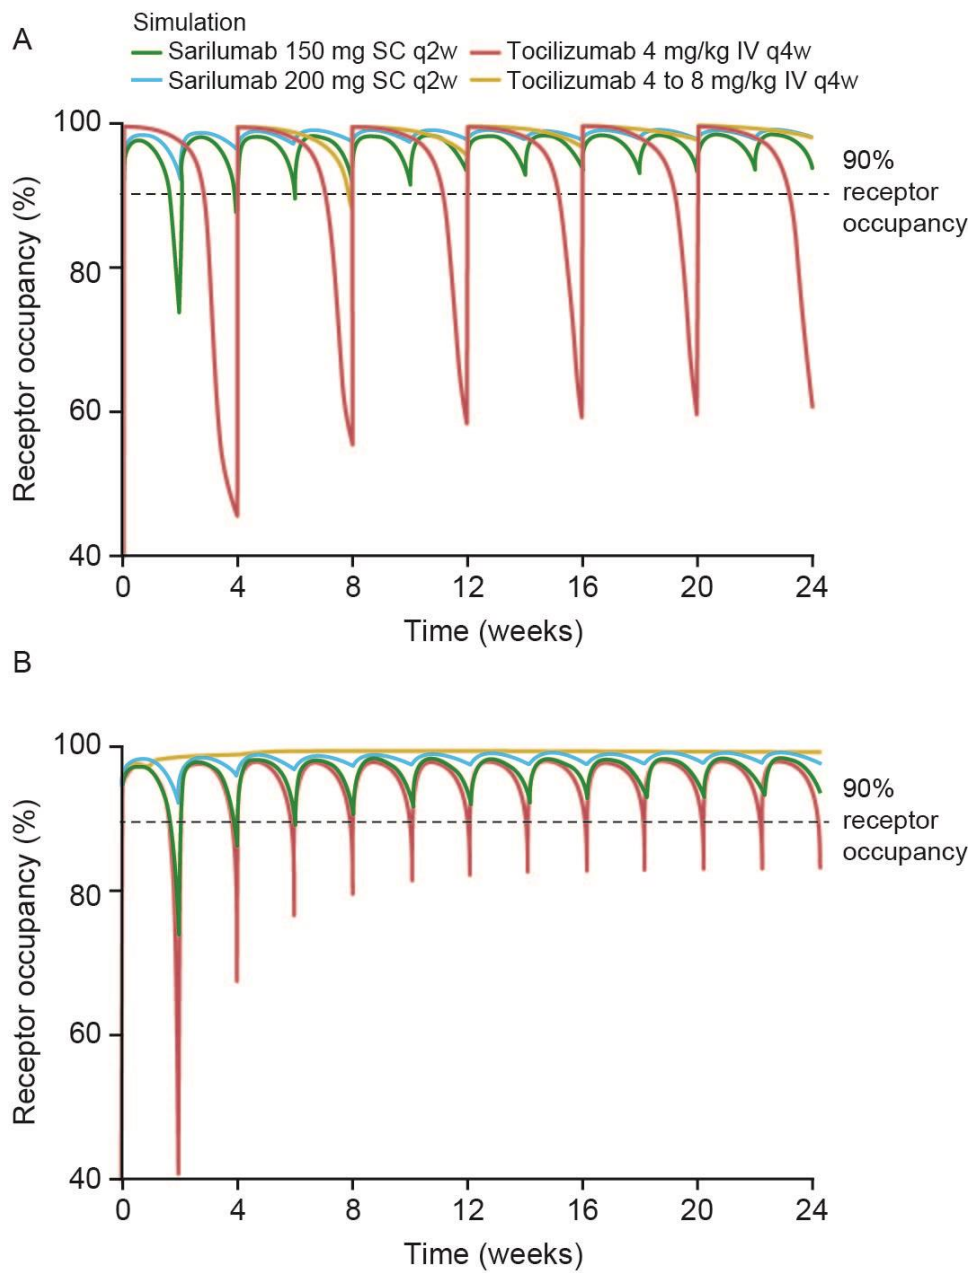 A
Simulation
Sarilumab 150 mg SC q2w Tocilizumab 4 mg/kg IV q4w
Sarilumab 200 mg SC q2w Tocilizumab 4 to 8 mg/kg IV q4w
100
80
60
40
Receptor occupancy (%)
90%
receptor
occupancy
0 4 8 12 16 20 24
Time (weeks)
B
100
80
60
40
Receptor occupancy (%)
90%
receptor
occupancy
0 4 8 12 16 20 24
Time (weeks)